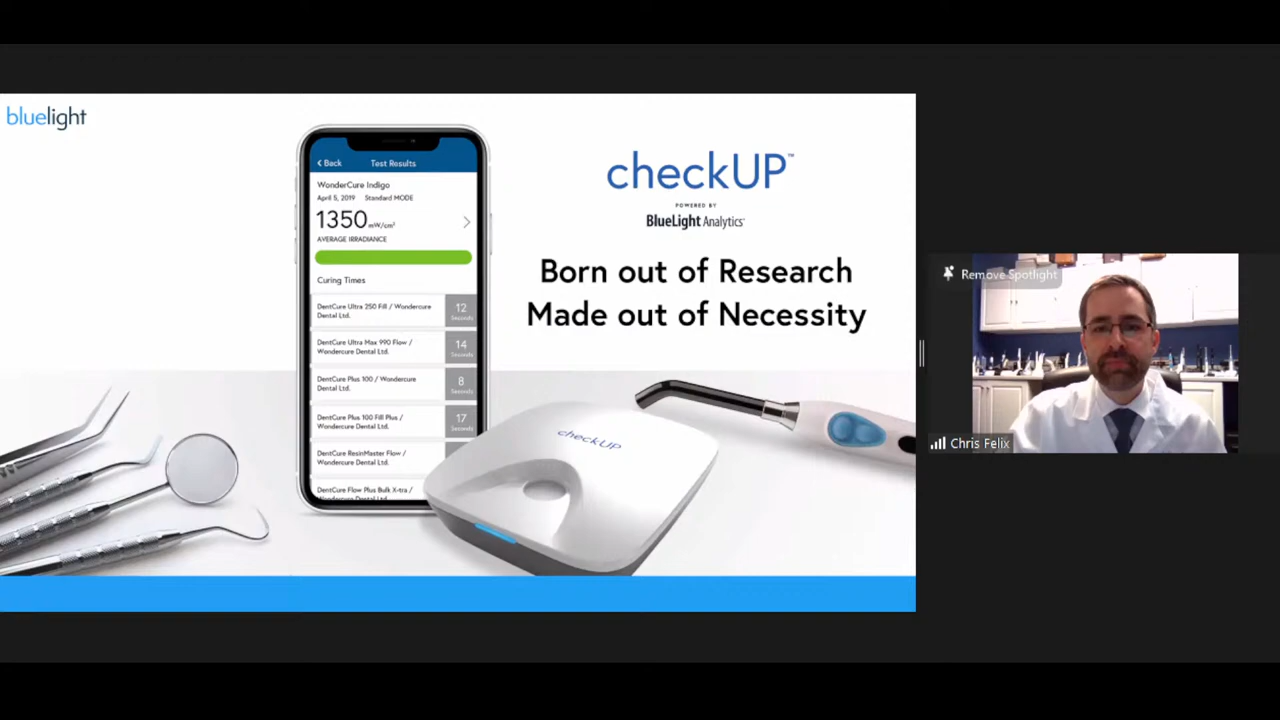 bluelight
Back
Test Results
WonderCure Indigo
April 5, 2019 Standard MODE
1350 mW/cm²
AVERAGE IRRADIANCE
Curing Times
DentCure Ultra 250 Fill / Wondercure
Dental Ltd.
12
Seconds
DentCure Ultra Max 990 Flow /
Wondercure Dental Ltd.
14
Seconds
DentCure Plus 100 / Wondercure
Dental Ltd.
8
Seconds
DentCure Plus 100 Fill Plus /
Wondercure Dental Ltd.
17
Seconds
DentCure ResinMaster Flow /
Wondercure Dental Ltd.
DentCure Flow Plus Bulk X-tra /
Wondercure Dental Ltd.
checkUP™
POWERED BY
BlueLight Analytics
Born out of Research
Made out of Necessity
checkUP
Remove Spotlight
Chris Felix